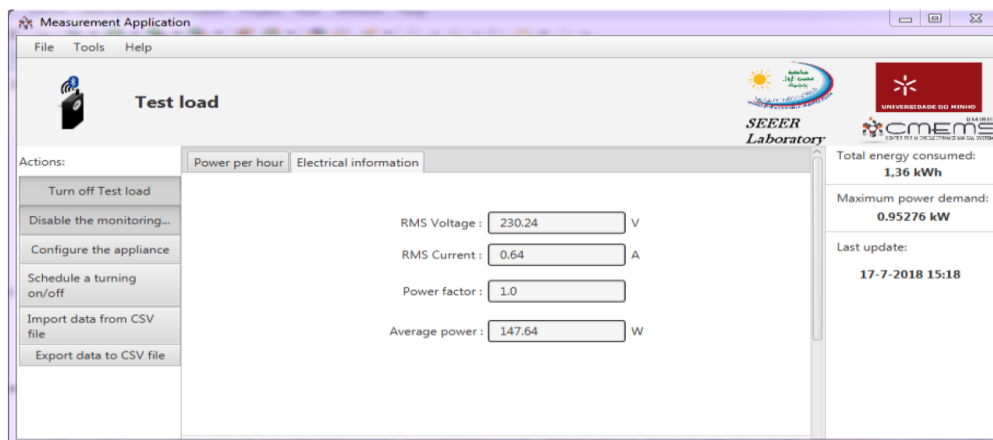 Measurement Application
File Tools Help
Test load
SEEER
Laboratory
UNIVERSIDADE DO MINHO
UMINHO
CMEMS
Actions:
Turn off Test load
Disable the monitoring...
Configure the appliance
Schedule a turning
on/off
Import data from CSV
file
Export data to CSV file
Power per hour Electrical information
RMS Voltage : 230.24 V
RMS Current : 0.64 A
Power factor : 1.0
Average power : 147.64 W
Total energy consumed:
1,36 kWh
Maximum power demand:
0.95276 kW
Last update:
17-7-2018 15:18